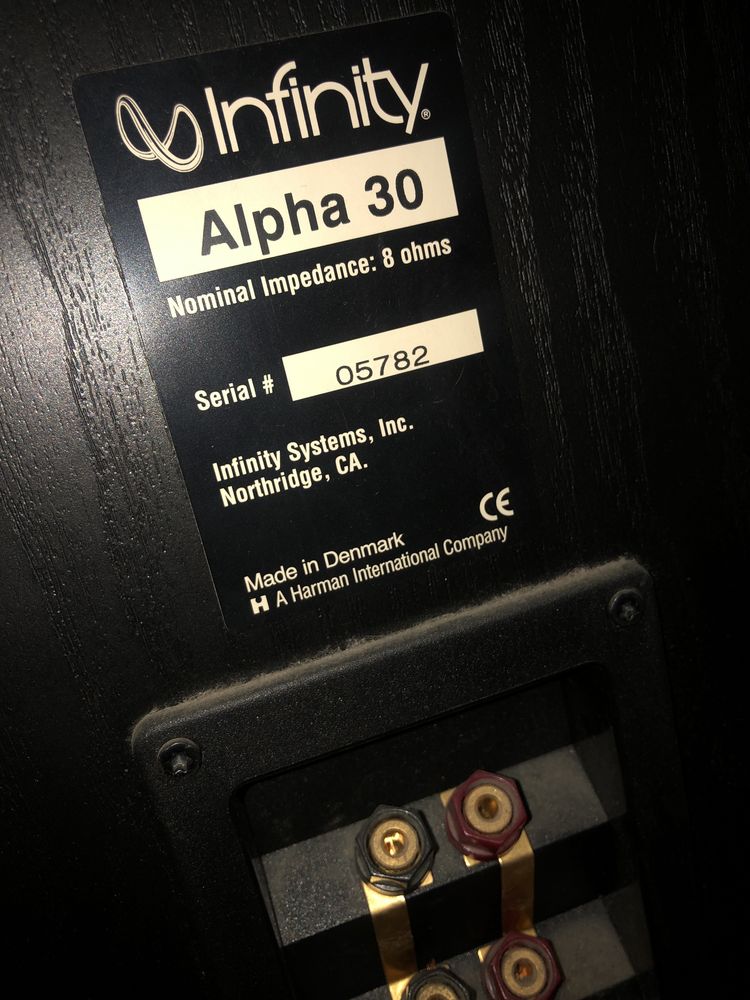 Infinity®
Alpha 30
Nominal Impedance: 8 ohms
Serial # 05782
Infinity Systems, Inc.
Northridge, CA.
CE
Made in Denmark
H A Harman International Company